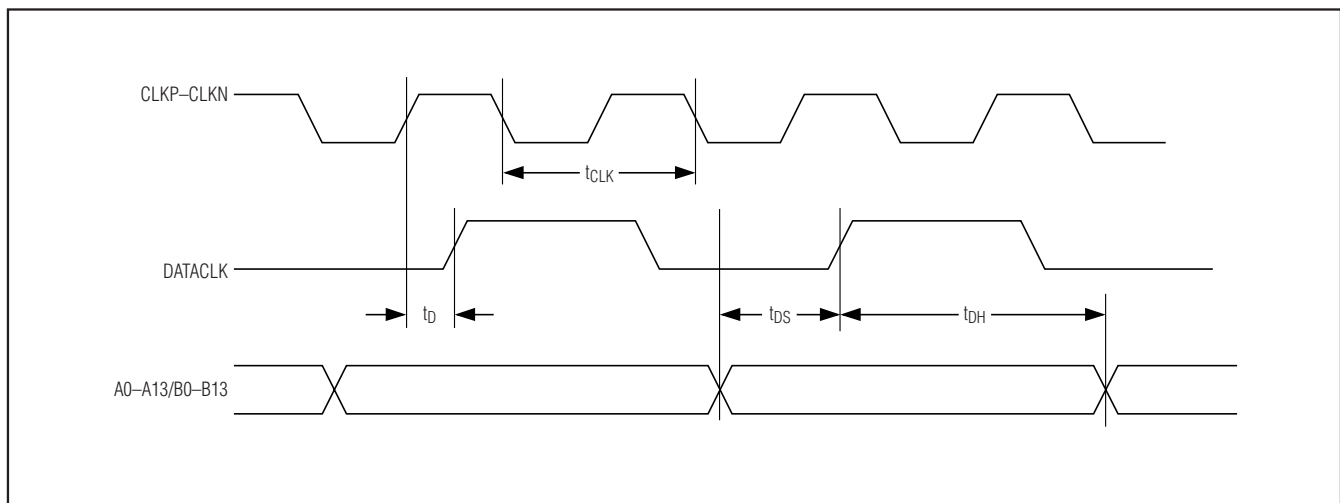 CLKP–CLKN
tCLK
DATACLK
tD
tDS
tDH
A0–A13/B0–B13